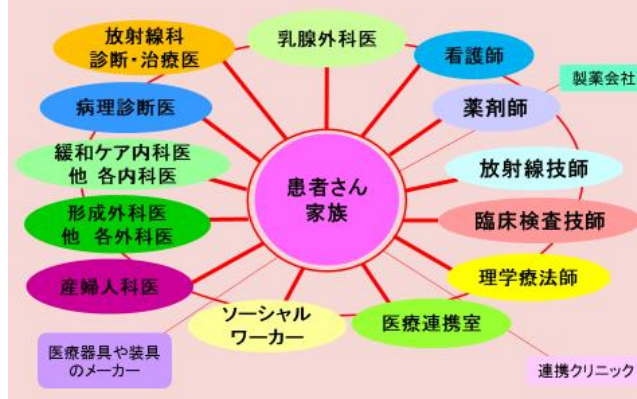 放射線科
診断・治療医
乳腺外科医
看護師
製薬会社
病理診断医
薬剤師
緩和ケア内科医
他 各内科医
患者さん
家族
放射線技師
形成外科医
他 各外科医
臨床検査技師
産婦人科医
理学療法師
ソーシャル
ワーカー
医療連携室
医療器具や装具
のメーカー
連携クリニック